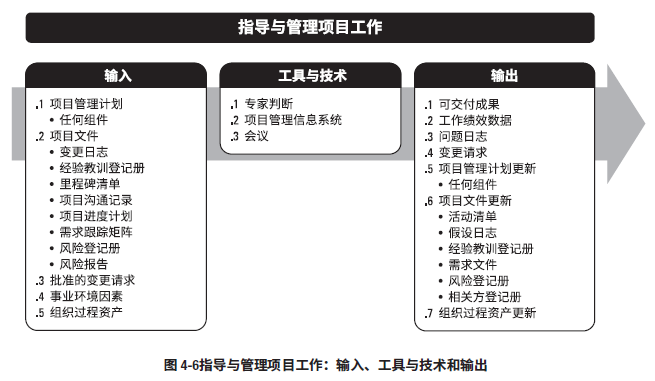 指导与管理项目工作
输入
.1 项目管理计划
• 任何组件
.2 项目文件
• 变更日志
• 经验教训登记册
• 里程碑清单
• 项目沟通记录
• 项目进度计划
• 需求跟踪矩阵
• 风险登记册
• 风险报告
.3 批准的变更请求
.4 事业环境因素
.5 组织过程资产
工具与技术
.1 专家判断
.2 项目管理信息系统
.3 会议
输出
.1 可交付成果
.2 工作绩效数据
.3 问题日志
.4 变更请求
.5 项目管理计划更新
• 任何组件
.6 项目文件更新
• 活动清单
• 假设日志
• 经验教训登记册
• 需求文件
• 风险登记册
• 相关方登记册
.7 组织过程资产更新
图 4-6指导与管理项目工作：输入、工具与技术和输出